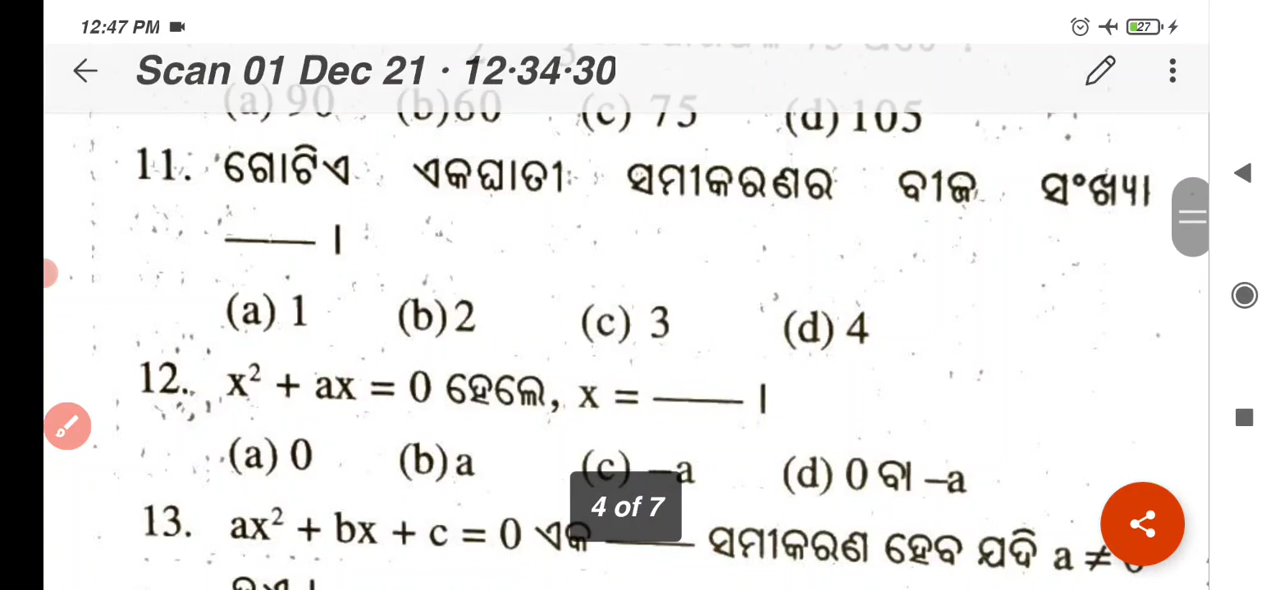 12:47 PM
27
Scan 01 Dec 21 · 12·34·30
(a) 90 (b) 60 (c) 75 (d) 105
11. ଗୋଟିଏ ଏକଘାତୀ ସମୀକରଣର ବୀଜ ସଂଖ୍ୟା
——— ।
(a) 1 (b) 2 (c) 3 (d) 4
12. x² + ax = 0 ହେଲେ, x = ——— ।
(a) 0 (b) a (c) –a (d) 0 ବା –a
4 of 7
13. ax² + bx + c = 0 ଏକ ——— ସମୀକରଣ ହେବ ଯଦି a ≠ 0